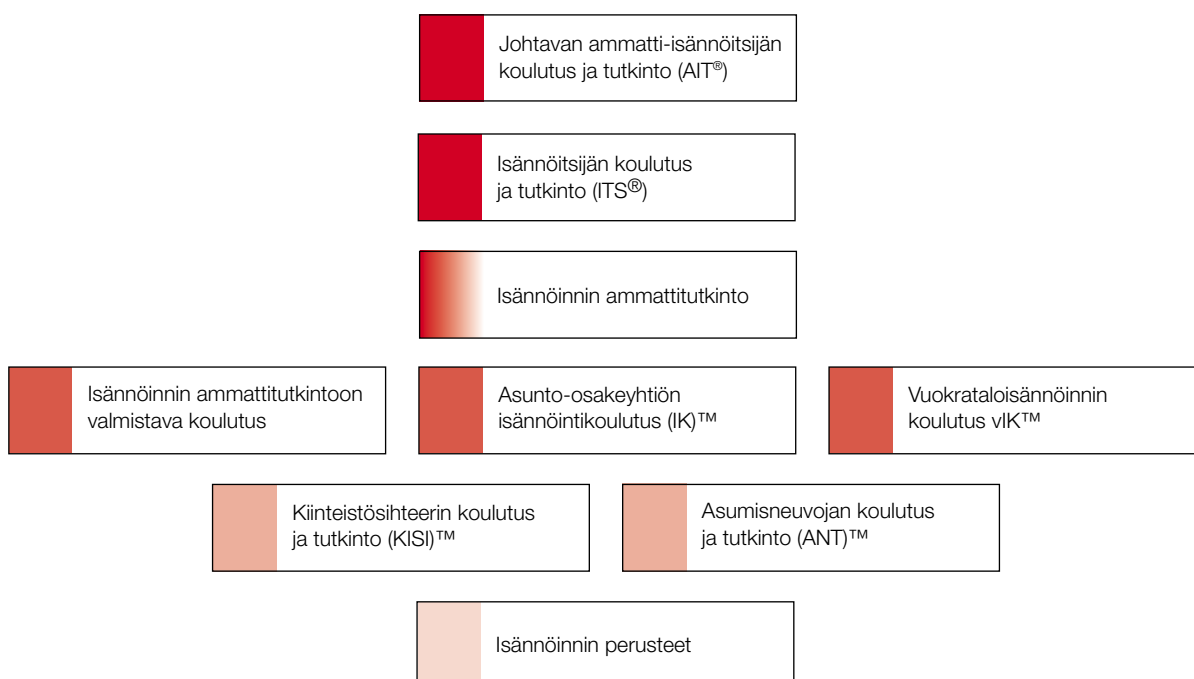 Johtavan ammatti-isännöitsijän
koulutus ja tutkinto (AIT®)
Isännöitsijän koulutus
ja tutkinto (ITS®)
Isännöinnin ammattitutkinto
Isännöinnin ammattitutkintoon
valmistava koulutus
Asunto-osakeyhtiön
isännöintikoulutus (IK)™
Vuokrataloisännöinnin
koulutus vIK™
Kiinteistösihteerin koulutus
ja tutkinto (KISI)™
Asumisneuvojan koulutus
ja tutkinto (ANT)™
Isännöinnin perusteet